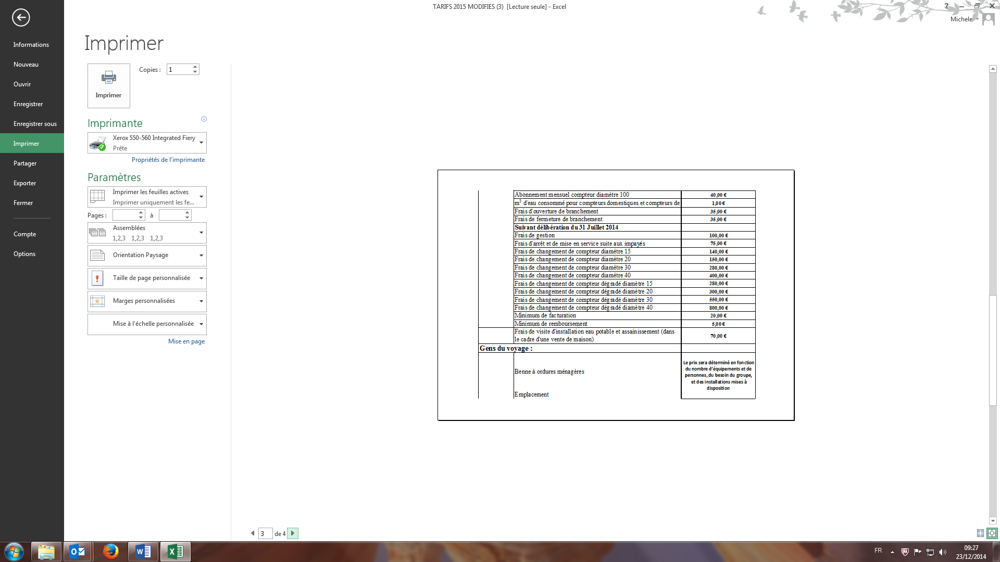 TARIFS 2015 MODIFIES (3)  [Lecture seule] - Excel
?
Michele
Informations
Nouveau
Ouvrir
Enregistrer
Enregistrer sous
Imprimer
Partager
Exporter
Fermer
Compte
Options
Imprimer
Imprimer
Copies : 1
Imprimante
Xerox 550-560 Integrated Fiery
Prête
Propriétés de l'imprimante
Paramètres
Imprimer les feuilles actives
Imprimer uniquement les fe...
Pages : à
Assemblées
1,2,3 1,2,3 1,2,3
Orientation Paysage
Taille de page personnalisée
Marges personnalisées
Mise à l'échelle personnalisée
Mise en page
Abonnement mensuel compteur diamètre 100 40,00 €
m³ d'eau consommé pour compteurs domestiques et compteurs de 1,00 €
Frais d'ouverture de branchement 35,00 €
Frais de fermeture de branchement 35,00 €
Suivant délibération du 31 Juillet 2014
Frais de gestion 100,00 €
Frais d'arrêt et de mise en service suite aux impayés 75,00 €
Frais de changement de compteur diamètre 15 140,00 €
Frais de changement de compteur diamètre 20 150,00 €
Frais de changement de compteur diamètre 30 280,00 €
Frais de changement de compteur diamètre 40 400,00 €
Frais de changement de compteur dégradé diamètre 15 280,00 €
Frais de changement de compteur dégradé diamètre 20 300,00 €
Frais de changement de compteur dégradé diamètre 30 550,00 €
Frais de changement de compteur dégradé diamètre 40 800,00 €
Minimum de facturation 20,00 €
Minimum de remboursement 5,00 €
Frais de visite d'installation eau potable et assainissement (dans
le cadre d'une vente de maison) 70,00 €
Gens du voyage :
Benne à ordures ménagères
Emplacement
Le prix sera déterminé en fonction
du nombre d'équipements et de
personnes, du besoin du groupe,
et des installations mises à
disposition
3 de 4
FR
09:27
23/12/2014